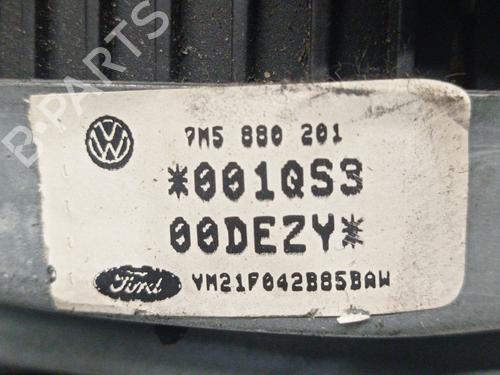 7M5 880 201
*001QS3
00DEZY*
Ford YM21F042B85BAW
B-PARTS